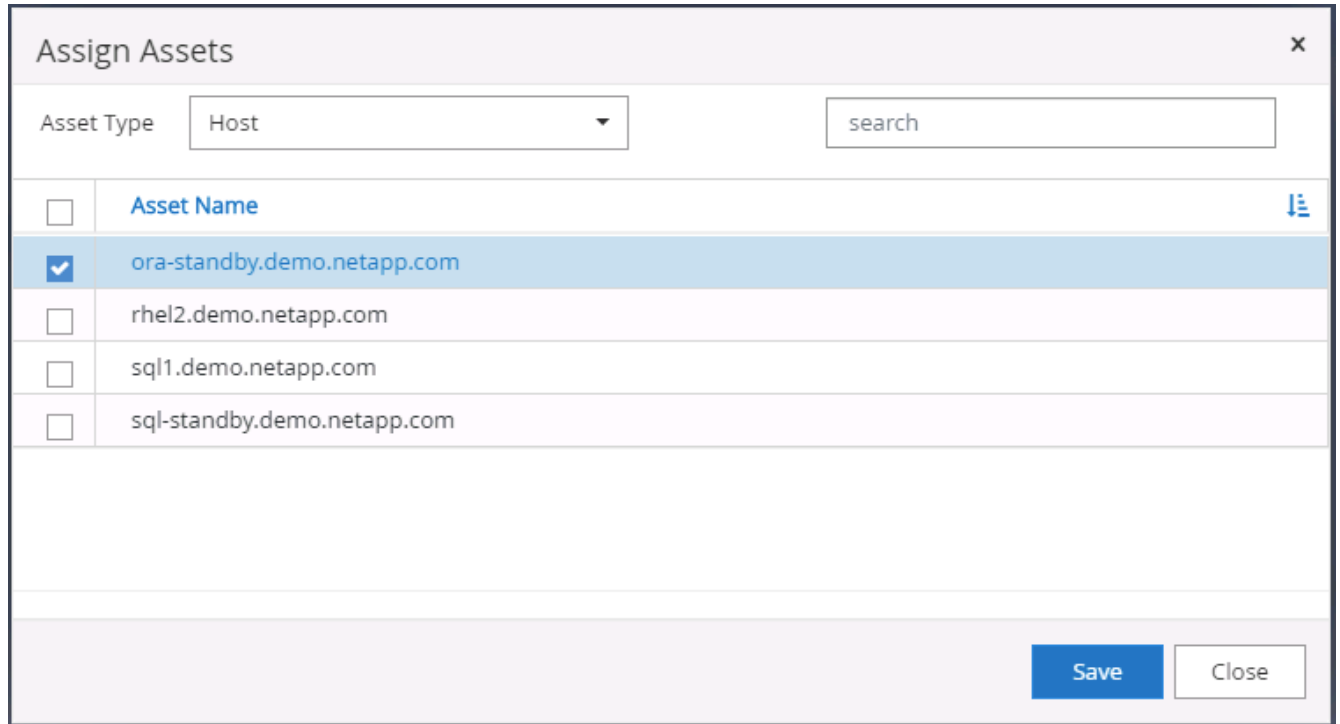 Assign Assets
Asset Type Host search
Asset Name
ora-standby.demo.netapp.com
rhel2.demo.netapp.com
sql1.demo.netapp.com
sql-standby.demo.netapp.com
Save Close